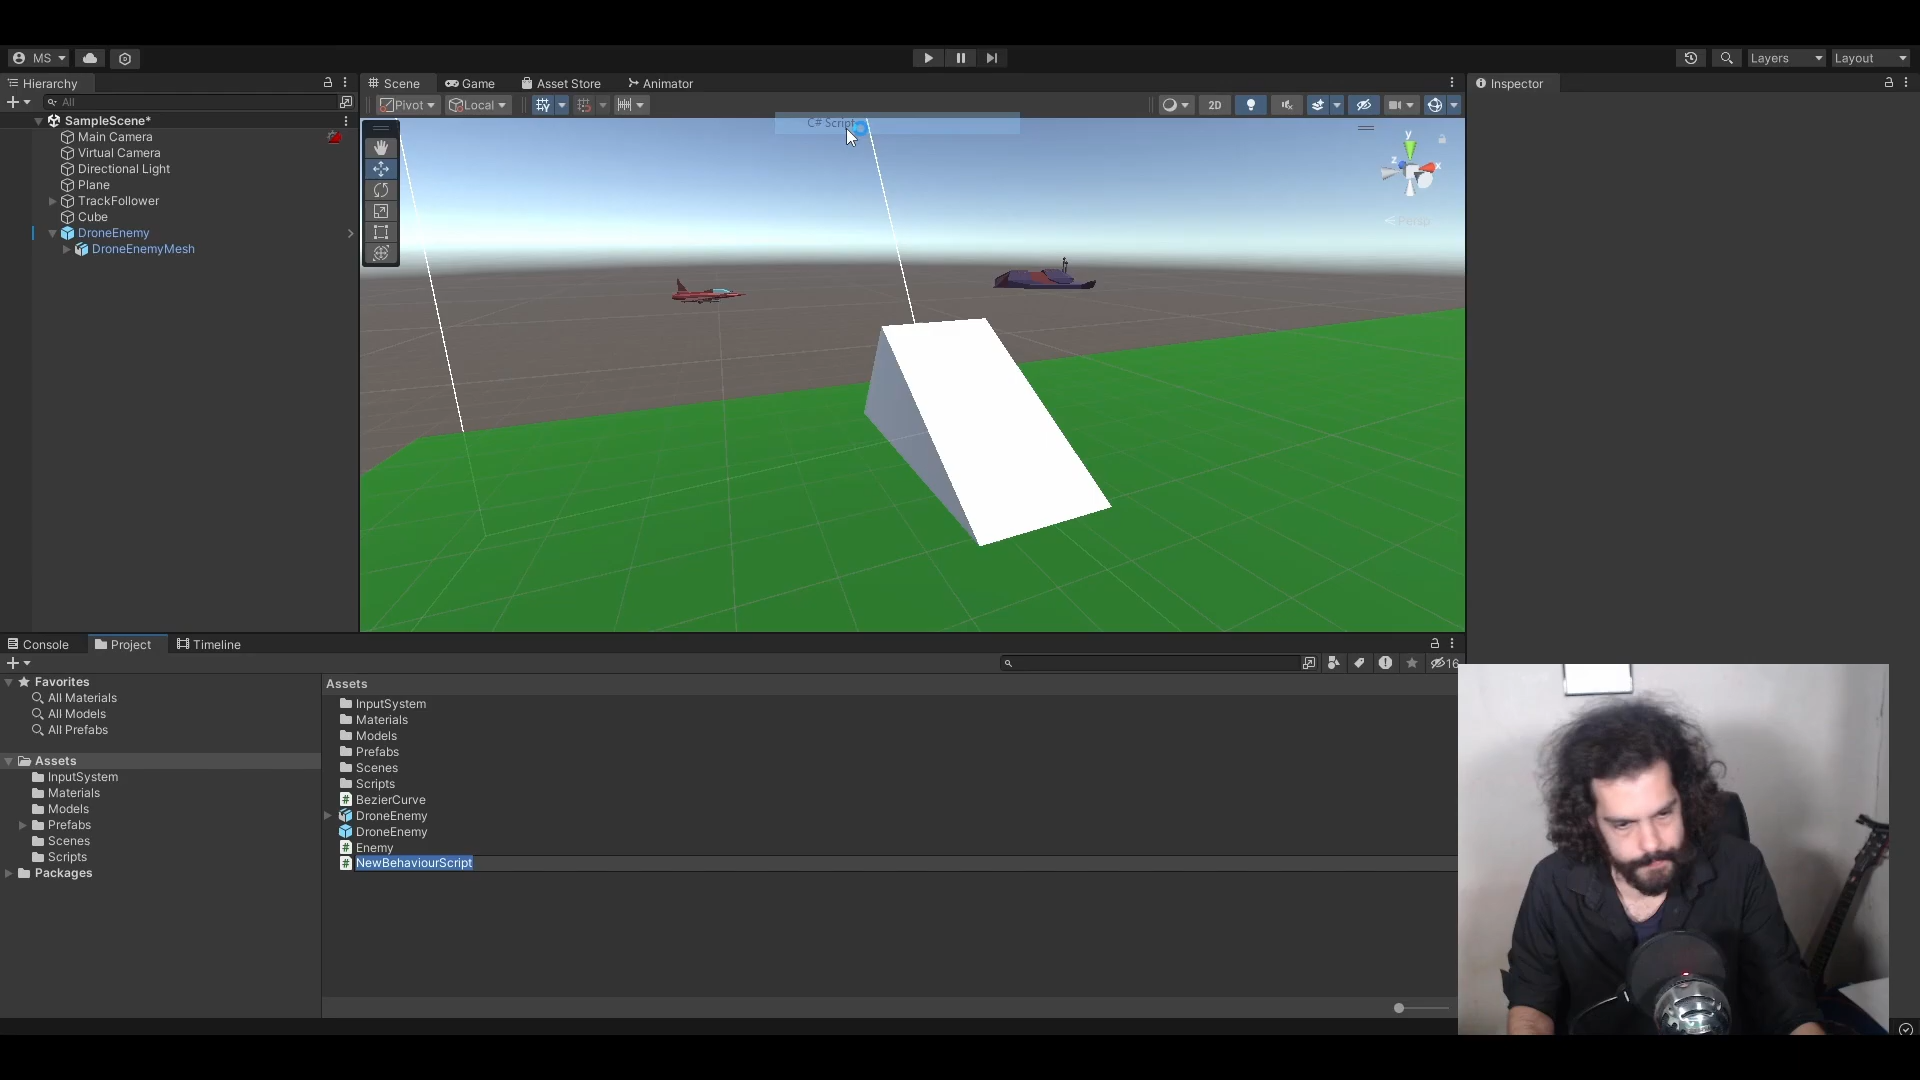 MS
Layers
Layout
Hierarchy
Scene
Game
Asset Store
Animator
Inspector
All
Pivot
Local
2D
C# Script
SampleScene*
Main Camera
Virtual Camera
Directional Light
Plane
TrackFollower
Cube
DroneEnemy
DroneEnemyMesh
y
z
x
Persp
Console
Project
Timeline
16
Favorites
All Materials
All Models
All Prefabs
Assets
InputSystem
Materials
Models
Prefabs
Scenes
Scripts
Packages
Assets
InputSystem
Materials
Models
Prefabs
Scenes
Scripts
BezierCurve
DroneEnemy
DroneEnemy
Enemy
NewBehaviourScript